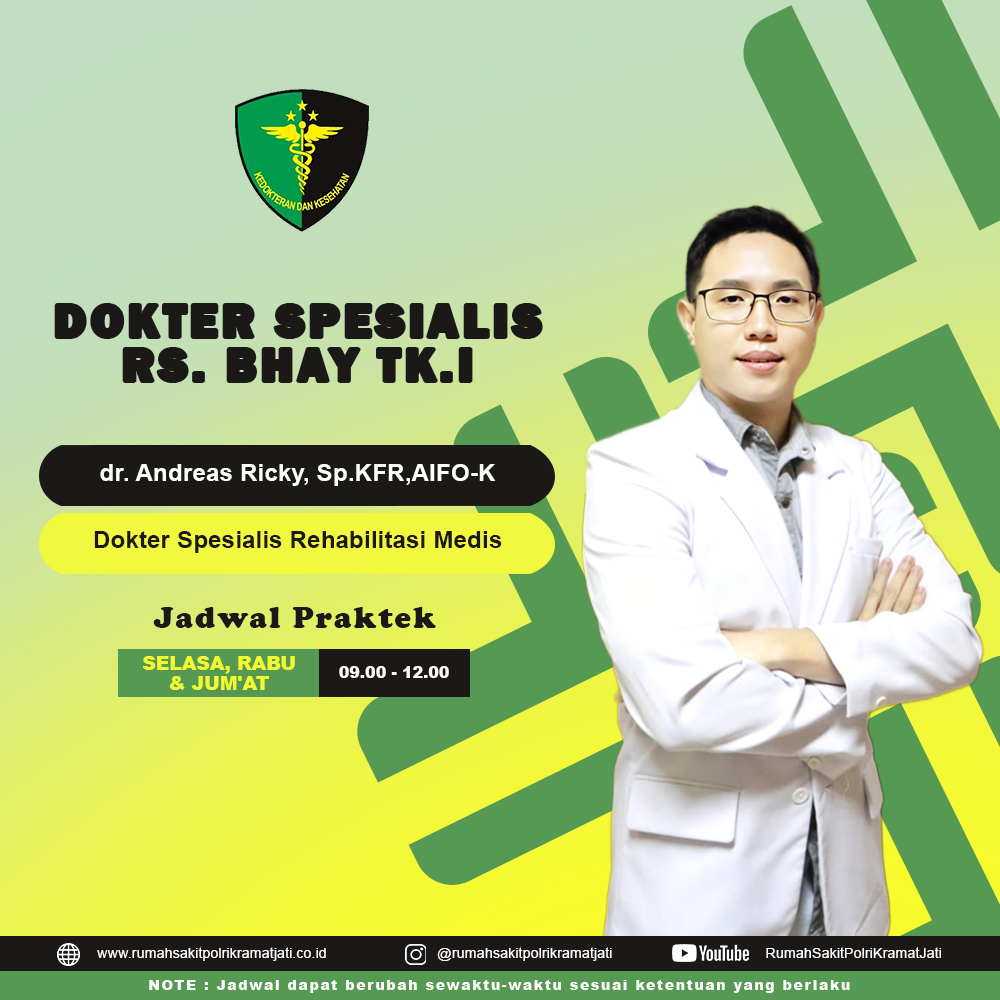 KEDOKTERAN DAN KESEHATAN
DOKTER SPESIALIS
RS. BHAY TK.I
dr. Andreas Ricky, Sp.KFR,AIFO-K
Dokter Spesialis Rehabilitasi Medis
Jadwal Praktek
SELASA, RABU
& JUM'AT
09.00 - 12.00
www.rumahsakitpolrikramatjati.co.id
@rumahsakitpolrikramatjati
YouTube
RumahSakitPolriKramatJati
NOTE : Jadwal dapat berubah sewaktu-waktu sesuai ketentuan yang berlaku